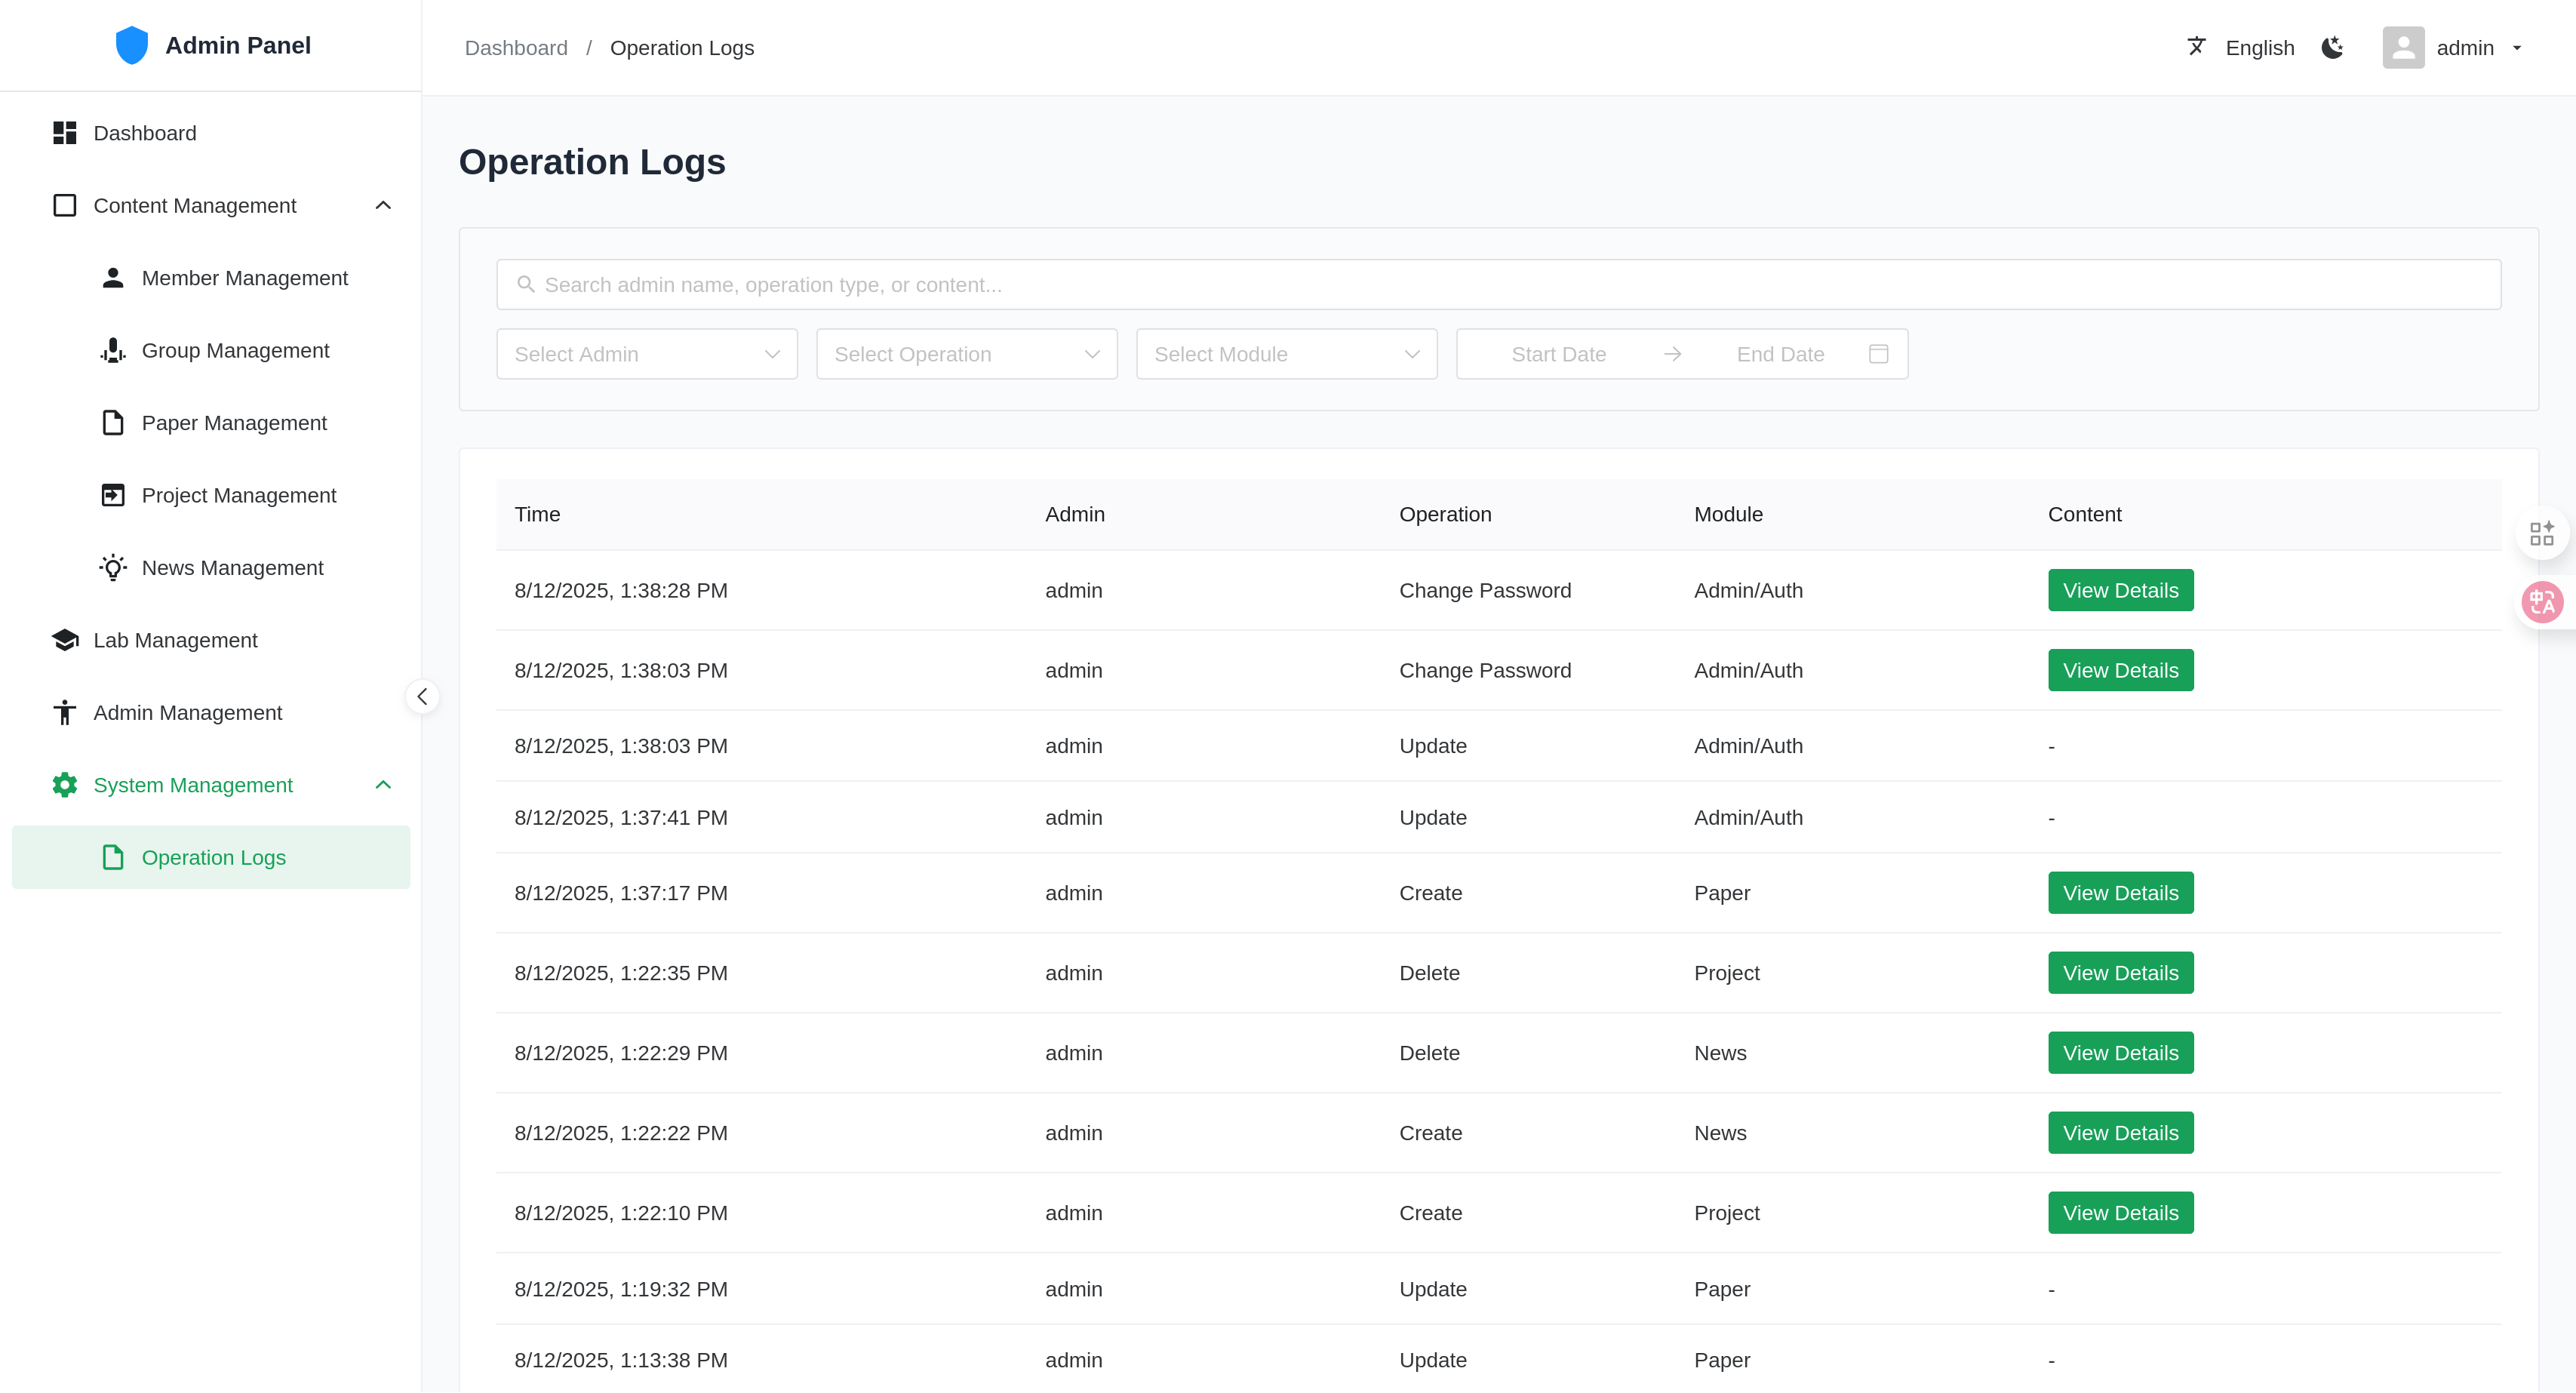 Admin Panel
Dashboard / Operation Logs
English
admin
Dashboard
Content Management
Member Management
Group Management
Paper Management
Project Management
News Management
Lab Management
Admin Management
System Management
Operation Logs
Operation Logs
Search admin name, operation type, or content...
Select Admin Select Operation Select Module Start Date End Date
Time Admin Operation Module Content
8/12/2025, 1:38:28 PM admin Change Password Admin/Auth View Details
8/12/2025, 1:38:03 PM admin Change Password Admin/Auth View Details
8/12/2025, 1:38:03 PM admin Update Admin/Auth -
8/12/2025, 1:37:41 PM admin Update Admin/Auth -
8/12/2025, 1:37:17 PM admin Create Paper View Details
8/12/2025, 1:22:35 PM admin Delete Project View Details
8/12/2025, 1:22:29 PM admin Delete News View Details
8/12/2025, 1:22:22 PM admin Create News View Details
8/12/2025, 1:22:10 PM admin Create Project View Details
8/12/2025, 1:19:32 PM admin Update Paper -
8/12/2025, 1:13:38 PM admin Update Paper -